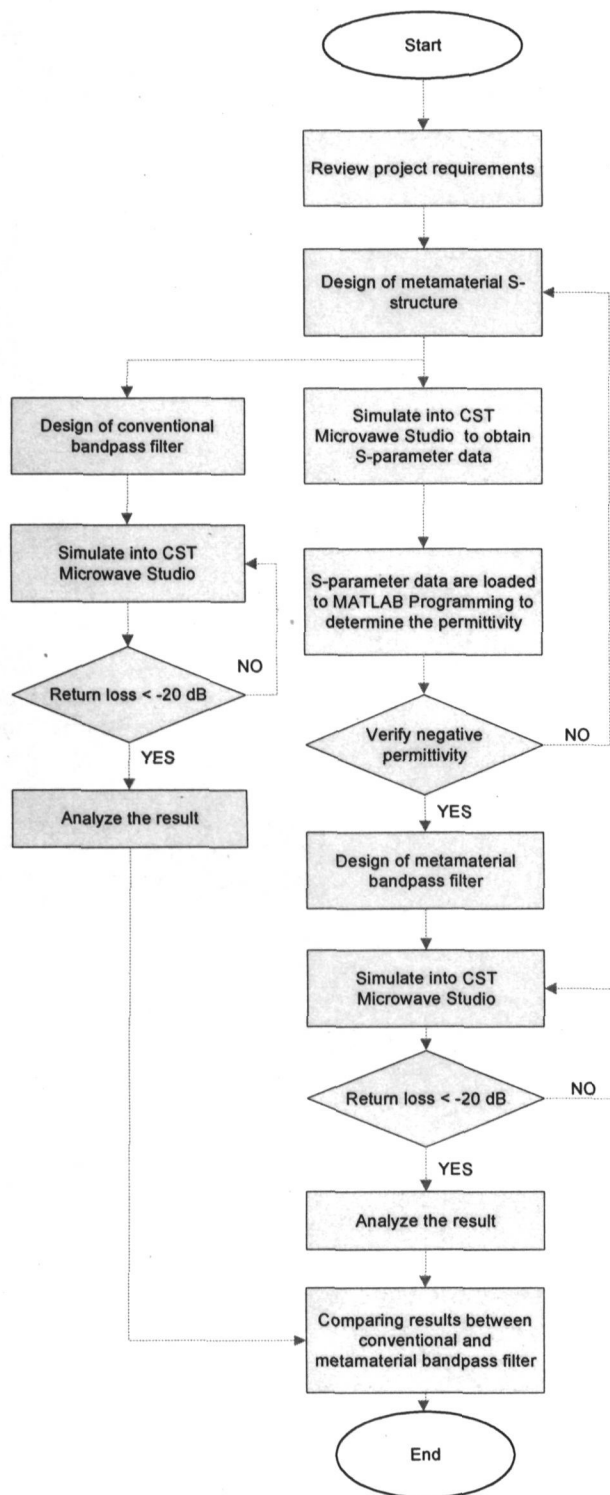 Start
Review project requirements
Design of metamaterial S-
structure
Design of conventional
bandpass filter
Simulate into CST
Microvawe Studio to obtain
S-parameter data
Simulate into CST
Microwave Studio
S-parameter data are loaded
to MATLAB Programming to
determine the permittivity
NO
Return loss < -20 dB
YES
Verify negative
permittivity
NO
YES
Analyze the result
Design of metamaterial
bandpass filter
Simulate into CST
Microwave Studio
Return loss < -20 dB
NO
YES
Analyze the result
Comparing results between
conventional and
metamaterial bandpass filter
End